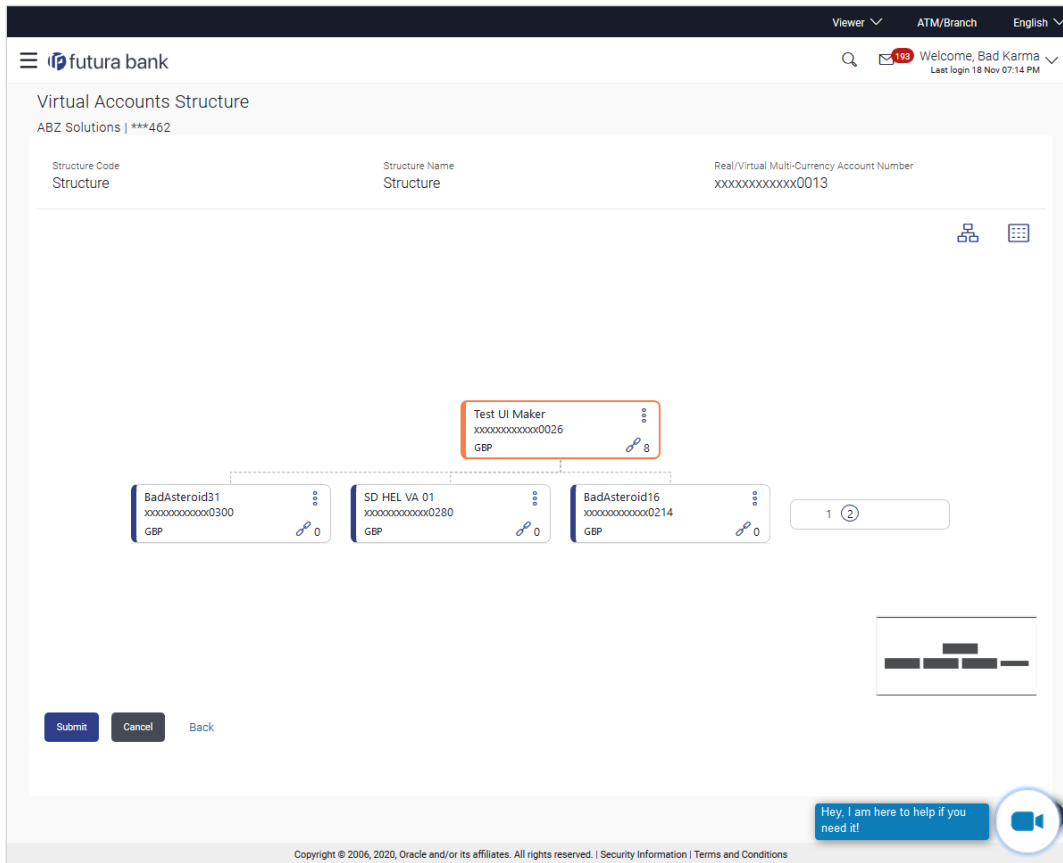 Viewer ATM/Branch English
futura bank
193 Welcome, Bad Karma
Last login 18 Nov 07:14 PM
Virtual Accounts Structure
ABZ Solutions | ***462
Structure Code Structure Name Real/Virtual Multi-Currency Account Number
Structure Structure xxxxxxxxxxxx0013
Test UI Maker
xxxxxxxxxxxx0026
GBP 8
BadAsteroid31
xxxxxxxxxxxx0300
GBP 0
SD HEL VA 01
xxxxxxxxxxxx0280
GBP 0
BadAsteroid16
xxxxxxxxxxxx0214
GBP 0
1 2
Submit Cancel Back
Hey, I am here to help if you
need it!
Copyright © 2006, 2020, Oracle and/or its affiliates. All rights reserved. | Security Information | Terms and Conditions